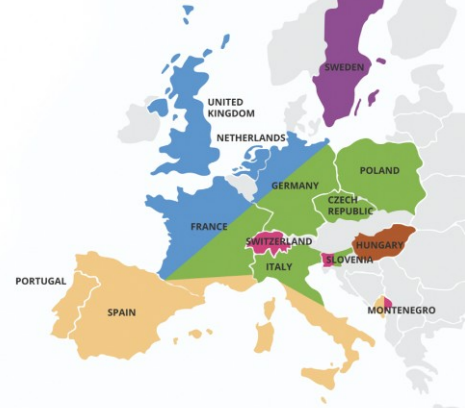 SWEDEN
UNITED
KINGDOM
NETHERLANDS
POLAND
GERMANY
CZECH
REPUBLIC
FRANCE
SWITZERLAND
HUNGARY
SLOVENIA
ITALY
PORTUGAL
SPAIN
MONTENEGRO